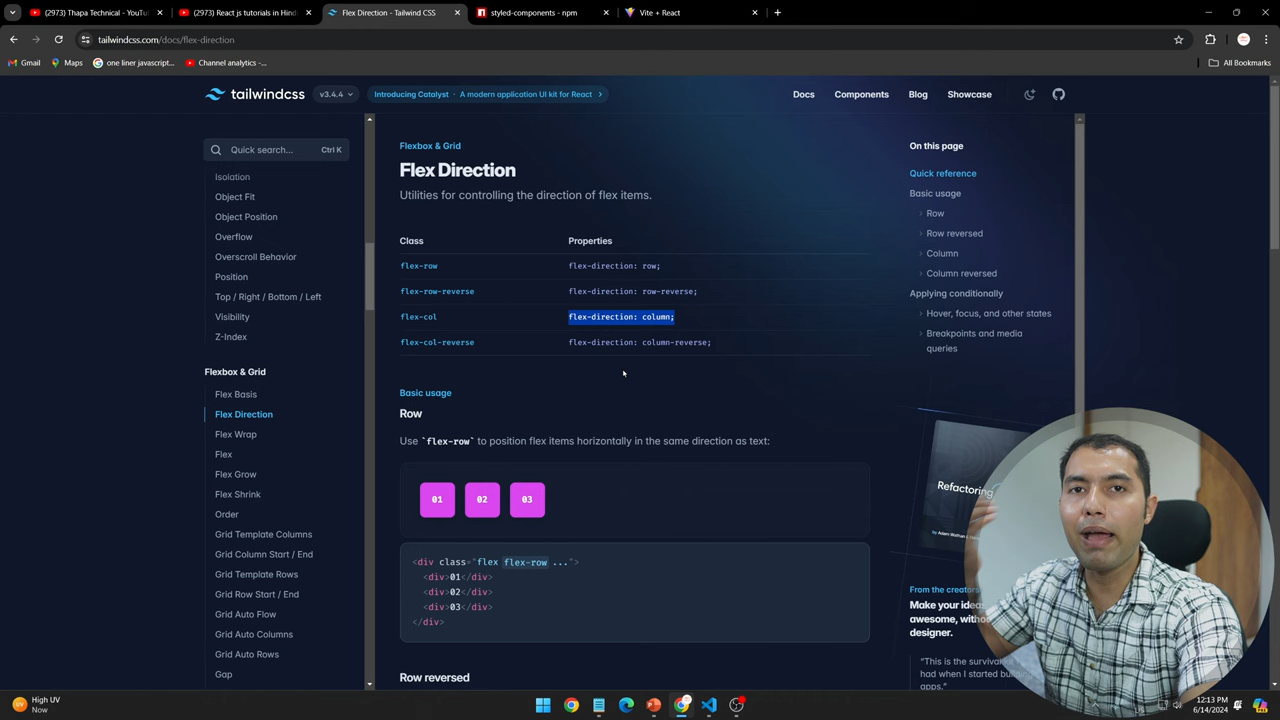 (2973) Thapa Technical - YouTu
(2973) React js tutorials in Hind
Flex Direction - Tailwind CSS
styled-components - npm
Vite + React
tailwindcss.com/docs/flex-direction
Gmail
Maps
one liner javascript...
Channel analytics -...
All Bookmarks
tailwindcss
v3.4.4
Introducing Catalyst · A modern application UI kit for React
Docs
Components
Blog
Showcase
Quick search...
Ctrl K
Isolation
Object Fit
Object Position
Overflow
Overscroll Behavior
Position
Top / Right / Bottom / Left
Visibility
Z-Index
Flexbox & Grid
Flex Basis
Flex Direction
Flex Wrap
Flex
Flex Grow
Flex Shrink
Order
Grid Template Columns
Grid Column Start / End
Grid Template Rows
Grid Row Start / End
Grid Auto Flow
Grid Auto Columns
Grid Auto Rows
Gap
Flexbox & Grid
Flex Direction
Utilities for controlling the direction of flex items.
Class Properties
flex-row flex-direction: row;
flex-row-reverse flex-direction: row-reverse;
flex-col flex-direction: column;
flex-col-reverse flex-direction: column-reverse;
Basic usage
Row
Use `flex-row` to position flex items horizontally in the same direction as text:
01 02 03
<div class="flex flex-row ...">
<div>01</div>
<div>02</div>
<div>03</div>
</div>
Row reversed
On this page
Quick reference
Basic usage
Row
Row reversed
Column
Column reversed
Applying conditionally
Hover, focus, and other states
Breakpoints and media
queries
Refactoring
by Adam Wathan
From the creators
Make your idea
awesome, witho
designer.
"This is the survival kit
had when I started buil
apps."
High UV
Now
12:13 PM
6/14/2024